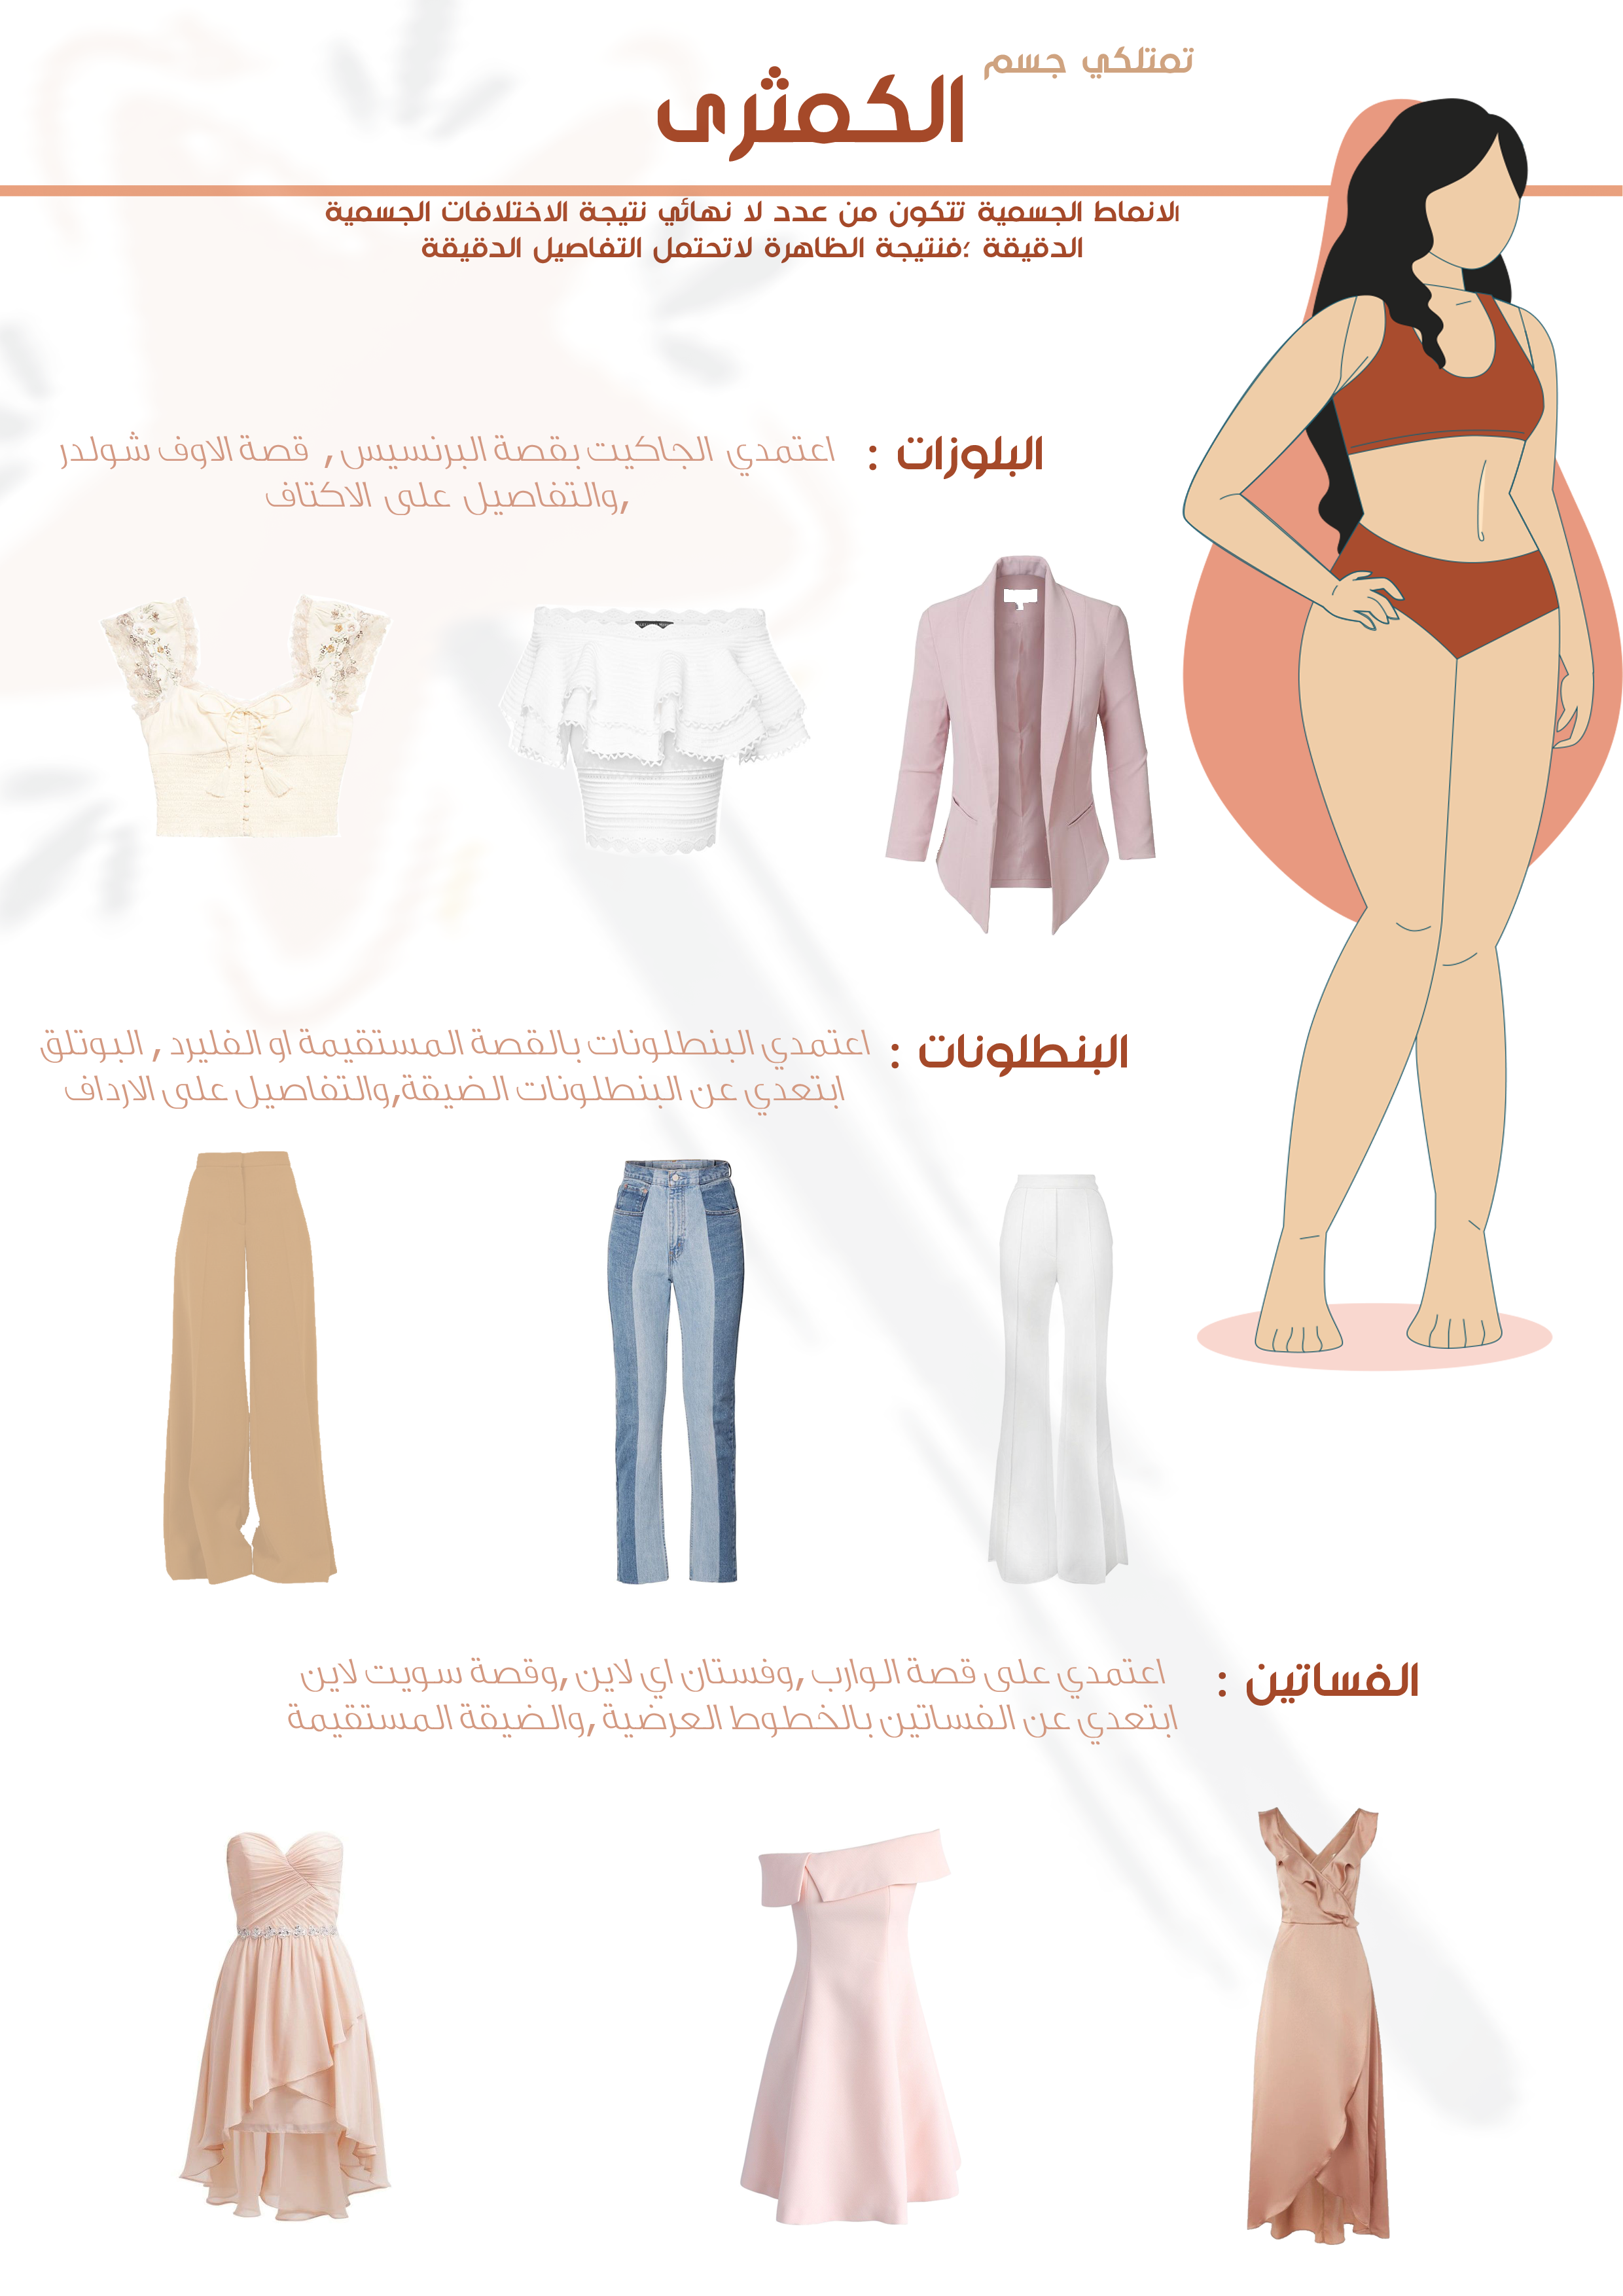 تمتلكي جسم
الكمثرى
الانماط الجسمية تتكون من عدد لا نهائي نتيجة الاختلافات الجسمية
الدقيقة ؛فنتيجة الظاهرة لاتحتمل التفاصيل الدقيقة
البلوزات : اعتمدي الجاكيت بقصة البرنسيس , قصة الاوف شولدر
,والتفاصيل على الاكتاف
البنطلونات : اعتمدي البنطلونات بالقصة المستقيمة او الفليرد , البوتلق
ابتعدي عن البنطلونات الضيقة,والتفاصيل على الارداف
الفساتين : اعتمدي على قصة الوارب ,وفستان اي لاين ,وقصة سويت لاين
ابتعدي عن الفساتين بالخطوط العرضية ,والضيقة المستقيمة